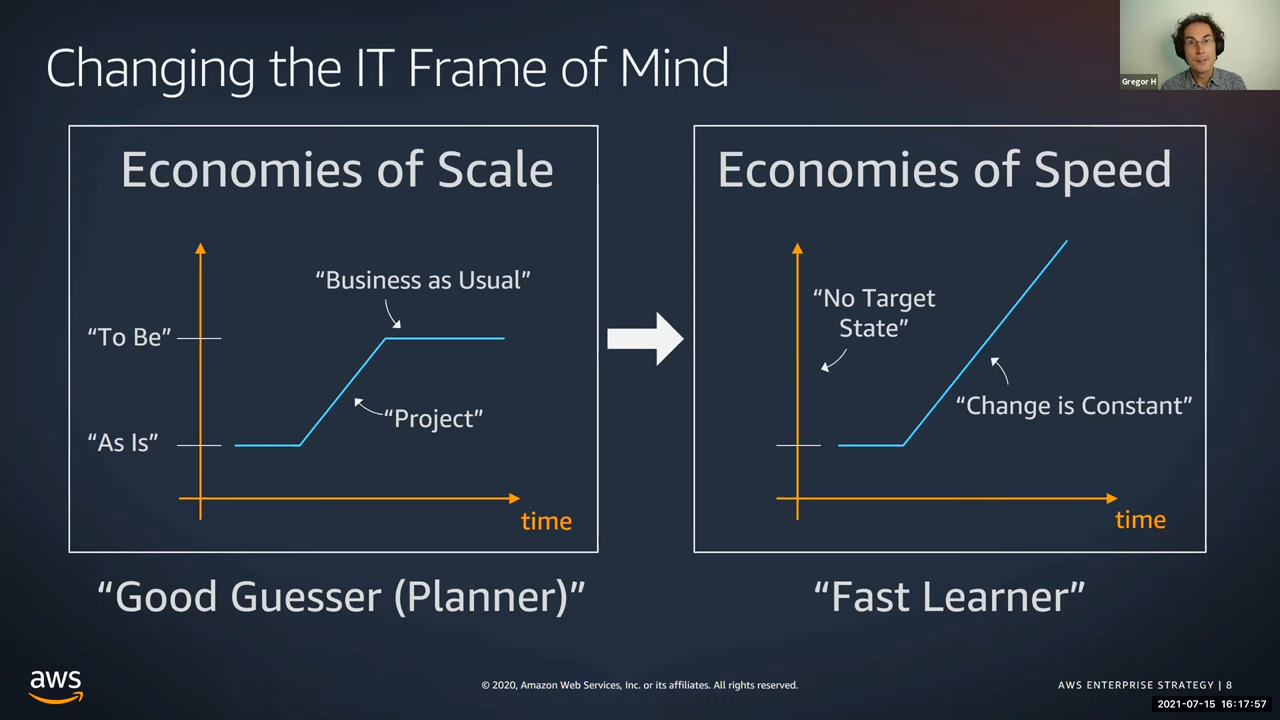 Changing the IT Frame of Mind
Gregor H
Economies of Scale
“Business as Usual”
“To Be”
“Project”
“As Is”
time
“Good Guesser (Planner)”
Economies of Speed
“No Target
State”
“Change is Constant”
time
“Fast Learner”
aws
© 2020, Amazon Web Services, Inc. or its affiliates. All rights reserved.
AWS ENTERPRISE STRATEGY | 8
2021-07-15 16:17:57